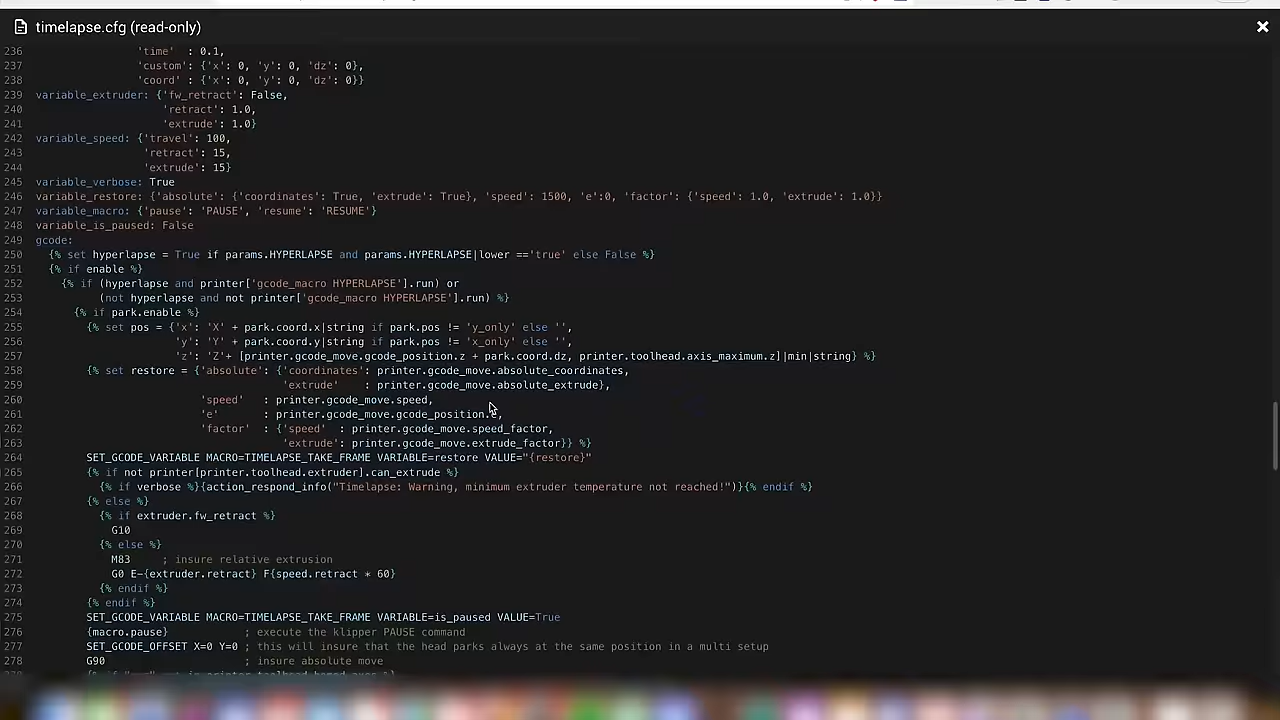 timelapse.cfg (read-only)
236 'time' : 0.1,
237 'custom': {'x': 0, 'y': 0, 'dz': 0},
238 'coord' : {'x': 0, 'y': 0, 'dz': 0}}
239 variable_extruder: {'fw_retract': False,
240 'retract': 1.0,
241 'extrude': 1.0}
242 variable_speed: {'travel': 100,
243 'retract': 15,
244 'extrude': 15}
245 variable_verbose: True
246 variable_restore: {'absolute': {'coordinates': True, 'extrude': True}, 'speed': 1500, 'e':0, 'factor': {'speed': 1.0, 'extrude': 1.0}}
247 variable_macro: {'pause': 'PAUSE', 'resume': 'RESUME'}
248 variable_is_paused: False
249 gcode:
250 {% set hyperlapse = True if params.HYPERLAPSE and params.HYPERLAPSE|lower =='true' else False %}
251 {% if enable %}
252 {% if (hyperlapse and printer['gcode_macro HYPERLAPSE'].run) or
253 (not hyperlapse and not printer['gcode_macro HYPERLAPSE'].run) %}
254 {% if park.enable %}
255 {% set pos = {'x': 'X' + park.coord.x|string if park.pos != 'y_only' else '',
256 'y': 'Y' + park.coord.y|string if park.pos != 'x_only' else '',
257 'z': 'Z'+ [printer.gcode_move.gcode_position.z + park.coord.dz, printer.toolhead.axis_maximum.z]|min|string} %}
258 {% set restore = {'absolute': {'coordinates': printer.gcode_move.absolute_coordinates,
259 'extrude' : printer.gcode_move.absolute_extrude},
260 'speed' : printer.gcode_move.speed,
261 'e' : printer.gcode_move.gcode_position.e,
262 'factor' : {'speed' : printer.gcode_move.speed_factor,
263 'extrude': printer.gcode_move.extrude_factor}} %}
264 SET_GCODE_VARIABLE MACRO=TIMELAPSE_TAKE_FRAME VARIABLE=restore VALUE="{restore}"
265 {% if not printer[printer.toolhead.extruder].can_extrude %}
266 {% if verbose %}{action_respond_info("Timelapse: Warning, minimum extruder temperature not reached!")}{% endif %}
267 {% else %}
268 {% if extruder.fw_retract %}
269 G10
270 {% else %}
271 M83 ; insure relative extrusion
272 G0 E-{extruder.retract} F{speed.retract * 60}
273 {% endif %}
274 {% endif %}
275 SET_GCODE_VARIABLE MACRO=TIMELAPSE_TAKE_FRAME VARIABLE=is_paused VALUE=True
276 {macro.pause} ; execute the klipper PAUSE command
277 SET_GCODE_OFFSET X=0 Y=0 ; this will insure that the head parks always at the same position in a multi setup
278 G90 ; insure absolute move